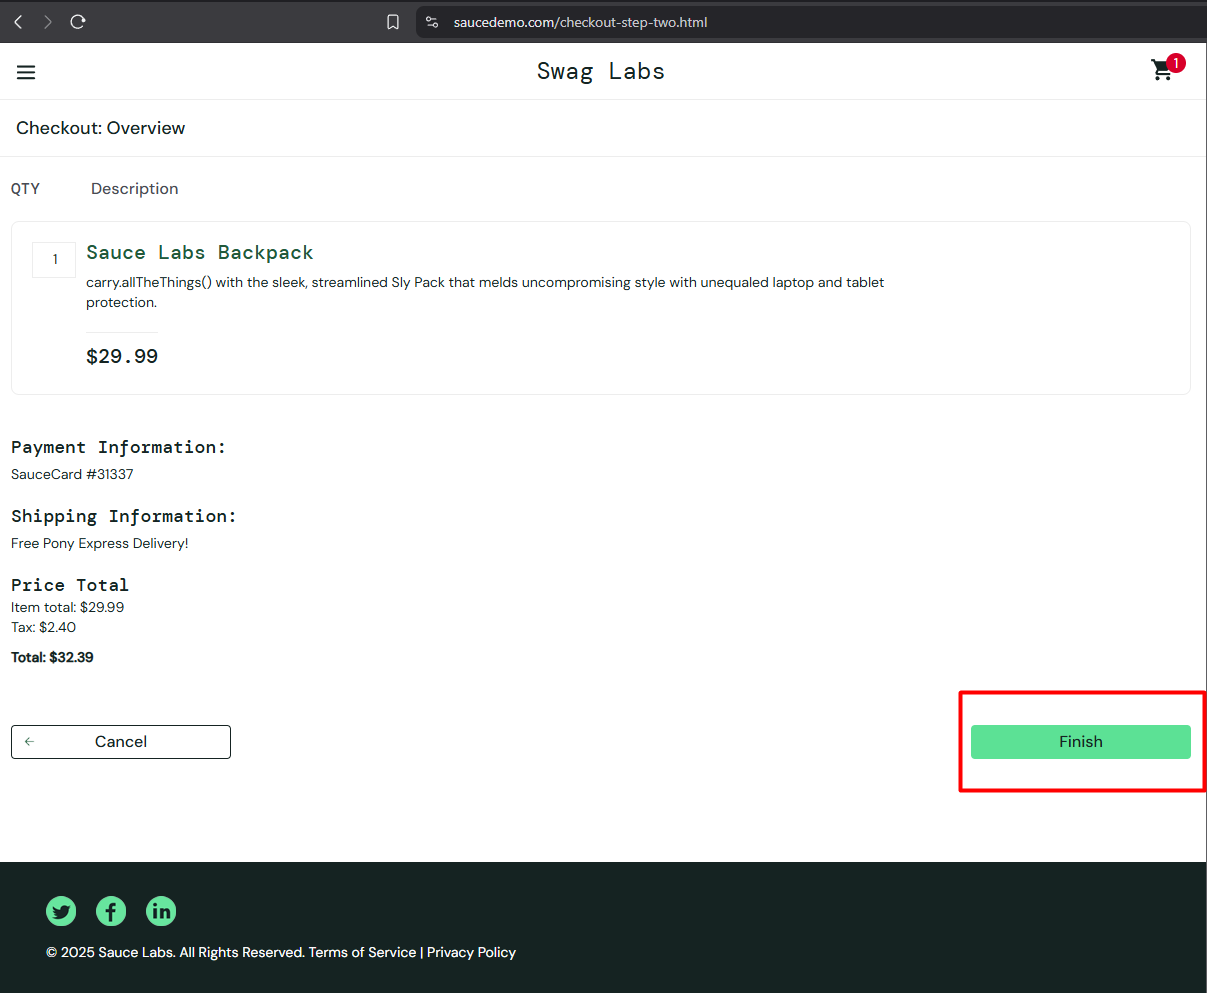 saucedemo.com/checkout-step-two.html
Swag Labs
1
Checkout: Overview
QTY Description
1
Sauce Labs Backpack
carry.allTheThings() with the sleek, streamlined Sly Pack that melds uncompromising style with unequaled laptop and tablet
protection.
$29.99
Payment Information:
SauceCard #31337
Shipping Information:
Free Pony Express Delivery!
Price Total
Item total: $29.99
Tax: $2.40
Total: $32.39
Cancel
Finish
© 2025 Sauce Labs. All Rights Reserved. Terms of Service | Privacy Policy